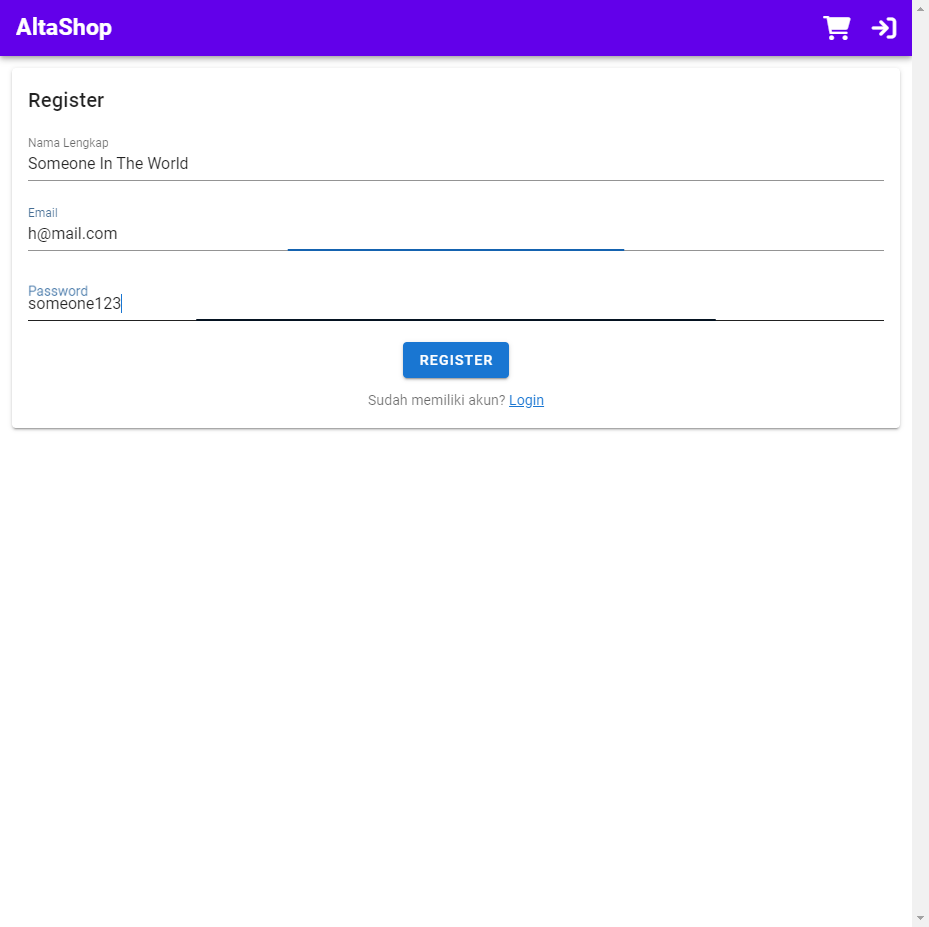 AltaShop
Register
Nama Lengkap
Someone In The World
Email
h@mail.com
Password
someone123
REGISTER
Sudah memiliki akun? Login